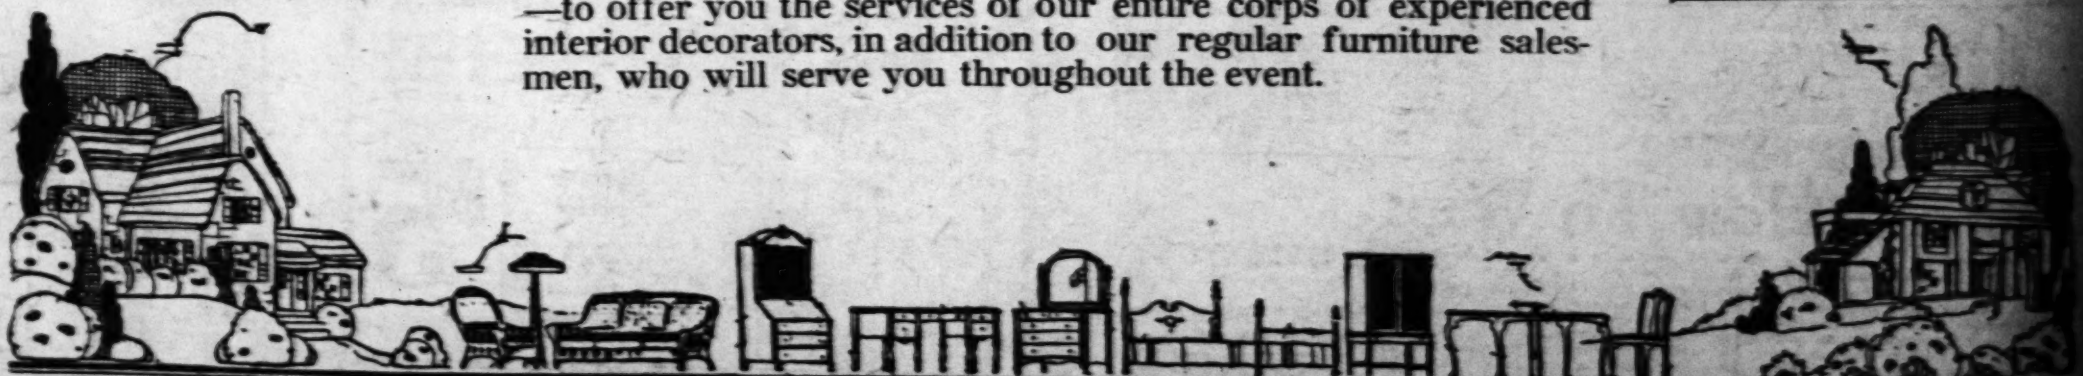 —to offer you the services of our entire corps of experienced
interior decorators, in addition to our regular furniture sales-
men, who will serve you throughout the event.